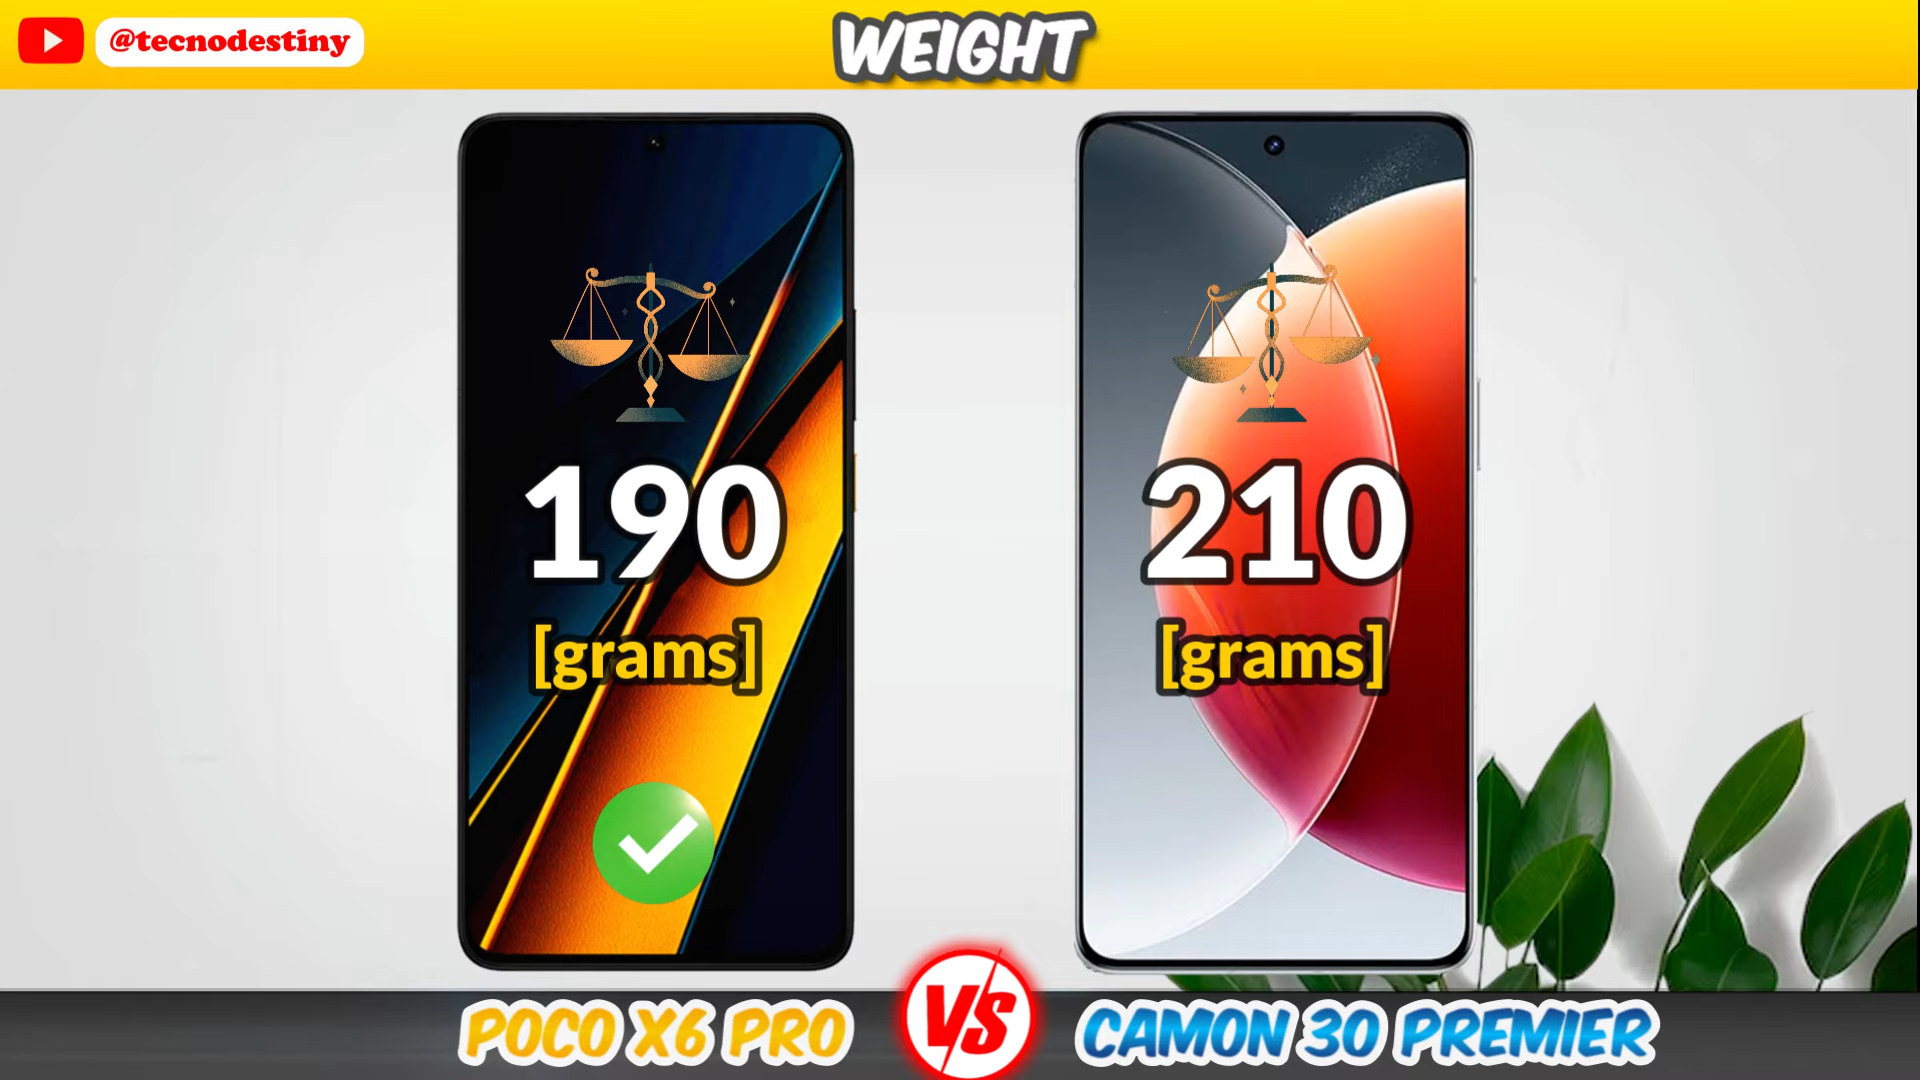 @tecnodestiny
WEIGHT
190
[grams]
210
[grams]
POCO X6 PRO
VS
CAMON 30 PREMIER